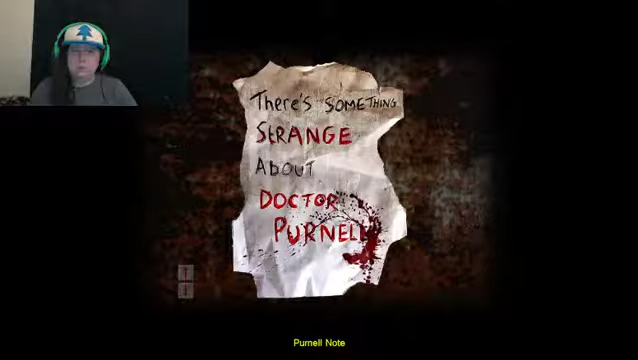 There's SOMETHING
STRANGE
ABOUT
DOCTOR
PURNELL
Purnell Note